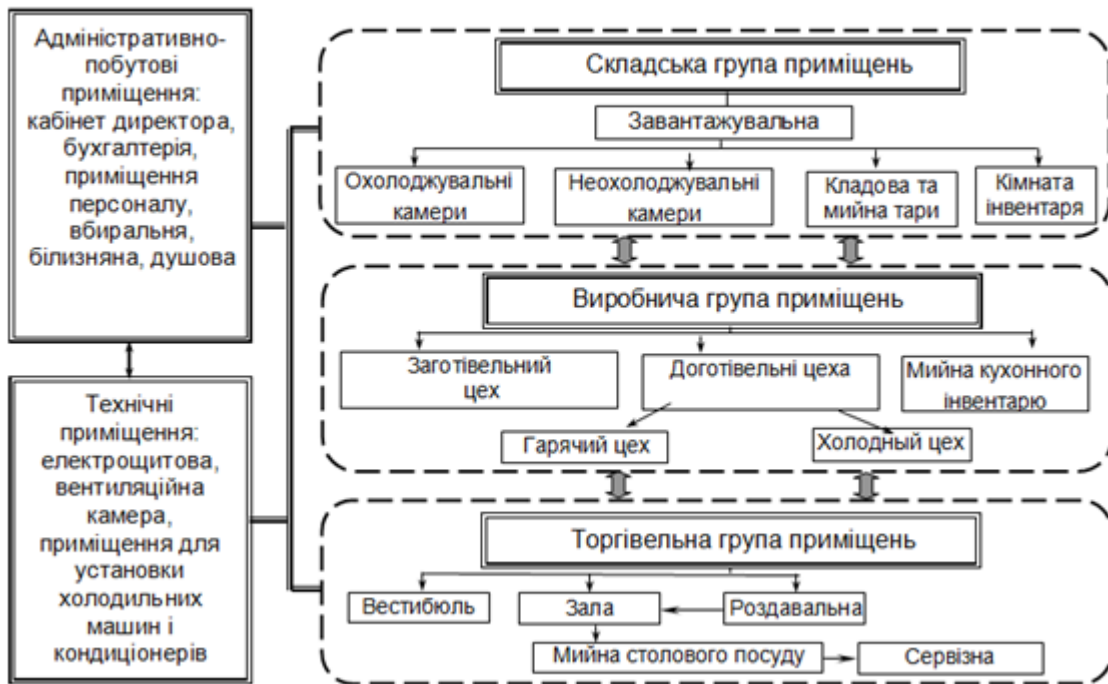 Адміністративно-
побутові
приміщення:
кабінет директора,
бухгалтерія,
приміщення
персоналу,
вбиральня,
білизняна, душова
Технічні
приміщення:
електрощитова,
вентиляційна
камера,
приміщення для
установки
холодильних
машин і
кондиціонерів
Складська група приміщень
Завантажувальна
Охолоджувальні
камери
Неохолоджувальні
камери
Кладова та
мийна тари
Кімната
інвентаря
Виробнича група приміщень
Заготівельний
цех
Доготівельні цеха
Мийна кухонного
інвентарю
Гарячий цех
Холодный цех
Торгівельна група приміщень
Вестибюль
Зала
Роздавальна
Мийна столового посуду
Сервізна